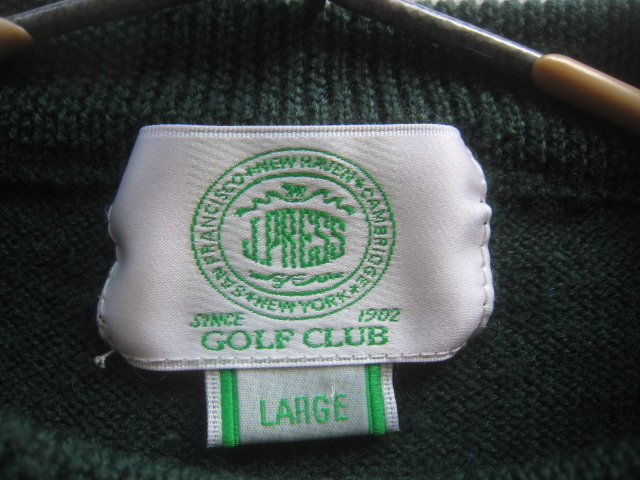 SAN FRANCISCO ★ NEW HAVEN ★ CAMBRIDGE ★ NEW YORK ★
J.PRESS
SINCE 1902
GOLF CLUB
LARGE